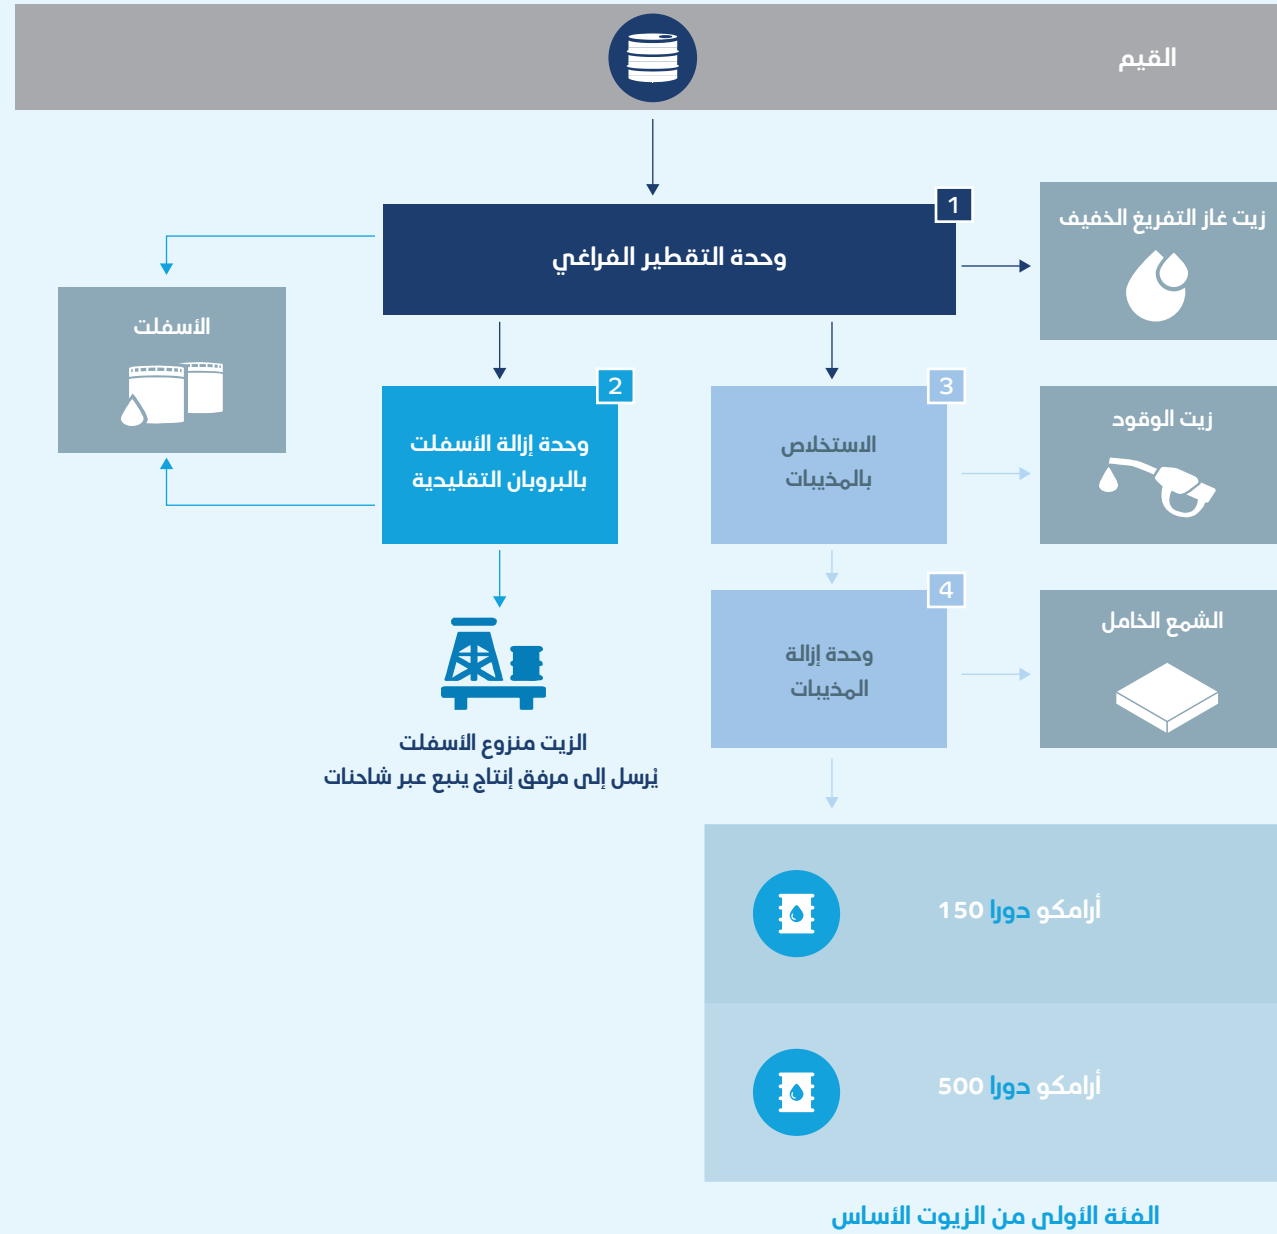 القيم
1
وحدة التقطير الفراغي
زيت غاز التفريغ الخفيف
الأسفلت
2
وحدة إزالة الأسفلت
بالبروبان التقليدية
3
الاستخلاص
بالمذيبات
زيت الوقود
4
وحدة إزالة
المذيبات
الشمع الخامل
الزيت منزوع الأسفلت
يُرسل إلى مرفق إنتاج ينبع عبر شاحنات
أرامكو دورا 150
أرامكو دورا 500
الفئة الأولى من الزيوت الأساس